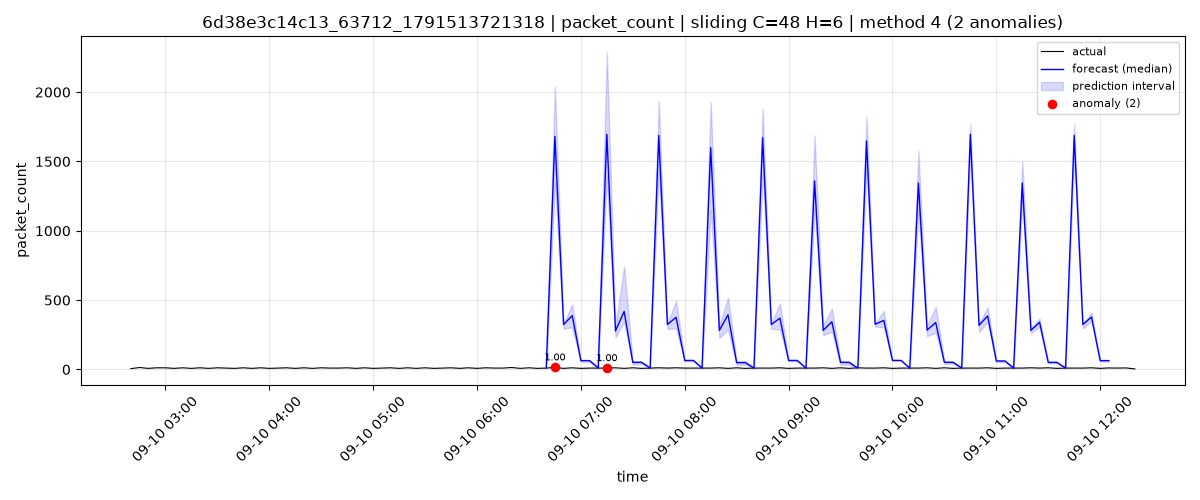 6d38e3c14c13_63712_1791513721318 | packet_count | sliding C=48 H=6 | method 4 (2 anomalies)
actual
forecast (median)
prediction interval
anomaly (2)
packet_count
2000
1500
1000
500
0
1.00
1.00
09-10 03:00
09-10 04:00
09-10 05:00
09-10 06:00
09-10 07:00
09-10 08:00
09-10 09:00
09-10 10:00
09-10 11:00
09-10 12:00
time